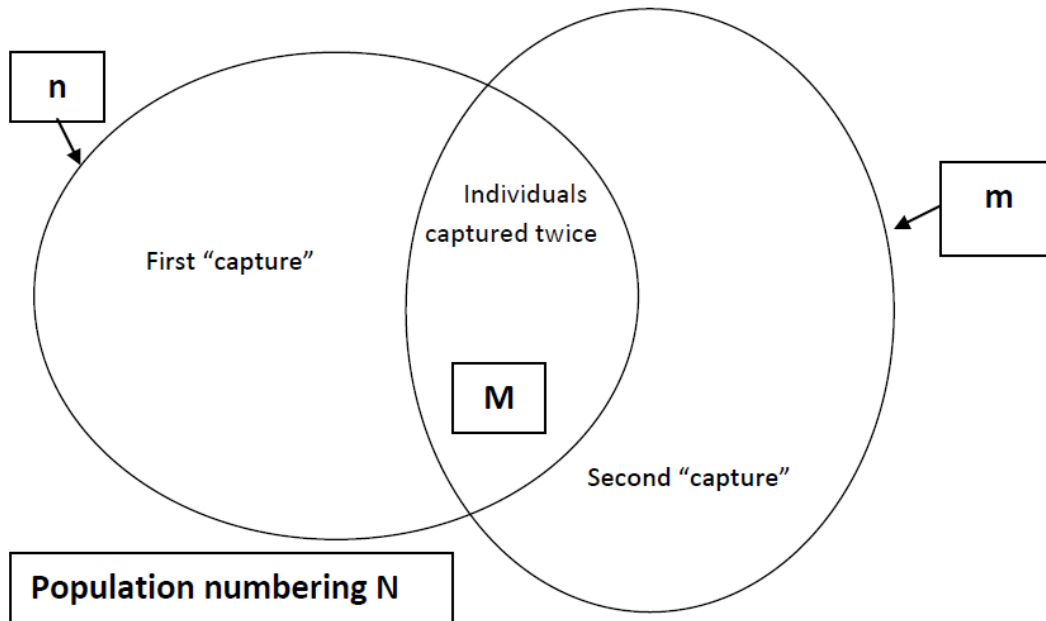 n
m
Individuals
captured twice
First “capture”
M
Second “capture”
Population numbering N